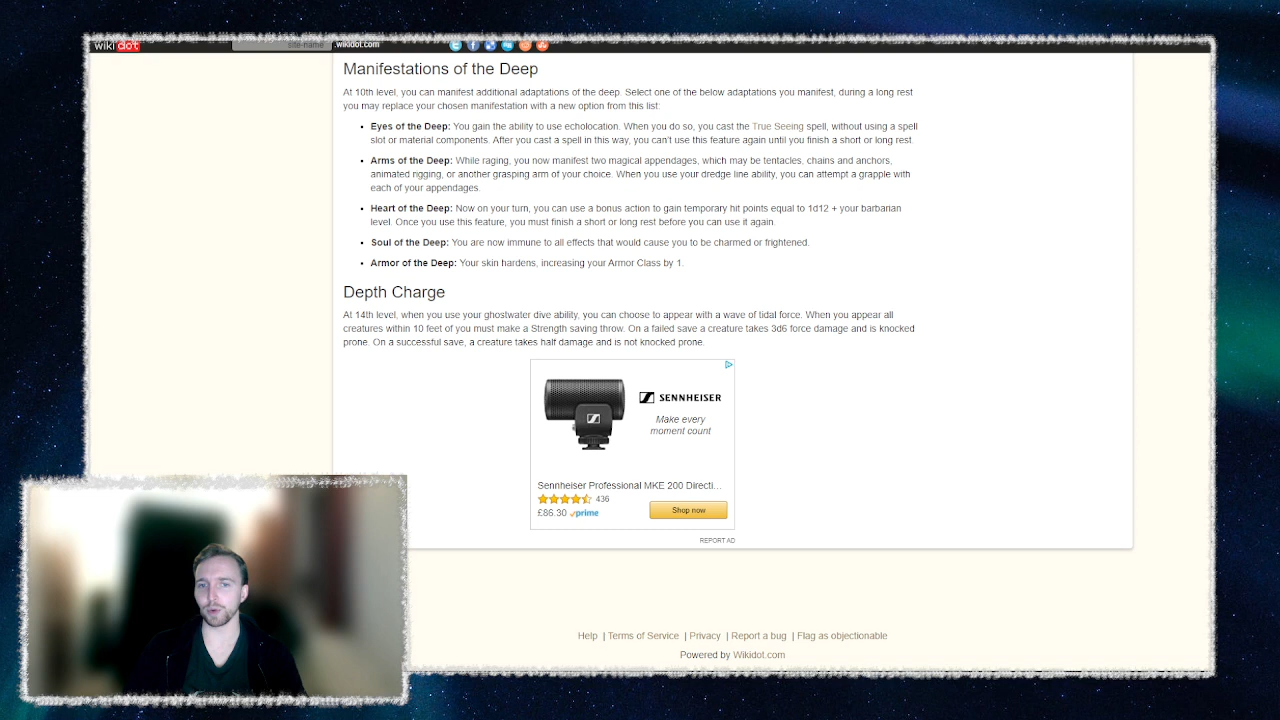 wikidot site-name .wikidot.com
Manifestations of the Deep
At 10th level, you can manifest additional adaptations of the deep. Select one of the below adaptations you manifest, during a long rest
you may replace your chosen manifestation with a new option from this list:
• Eyes of the Deep: You gain the ability to use echolocation. When you do so, you cast the True Seeing spell, without using a spell
slot or material components. After you cast a spell in this way, you can't use this feature again until you finish a short or long rest.
• Arms of the Deep: While raging, you now manifest two magical appendages, which may be tentacles, chains and anchors,
animated rigging, or another grasping arm of your choice. When you use your dredge line ability, you can attempt a grapple with
each of your appendages.
• Heart of the Deep: Now on your turn, you can use a bonus action to gain temporary hit points equal to 1d12 + your barbarian
level. Once you use this feature, you must finish a short or long rest before you can use it again.
• Soul of the Deep: You are now immune to all effects that would cause you to be charmed or frightened.
• Armor of the Deep: Your skin hardens, increasing your Armor Class by 1.
Depth Charge
At 14th level, when you use your ghostwater dive ability, you can choose to appear with a wave of tidal force. When you appear all
creatures within 10 feet of you must make a Strength saving throw. On a failed save a creature takes 3d6 force damage and is knocked
prone. On a successful save, a creature takes half damage and is not knocked prone.
SENNHEISER
Make every
moment count
Sennheiser Professional MKE 200 Directi...
436
£86.30 prime Shop now
REPORT AD
Help | Terms of Service | Privacy | Report a bug | Flag as objectionable
Powered by Wikidot.com